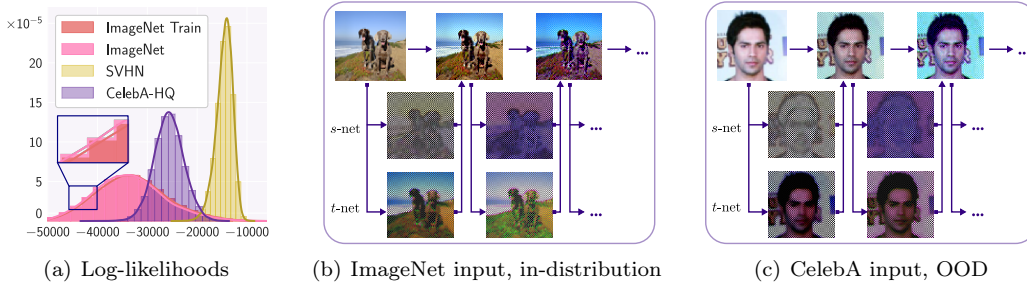 ×10⁻⁵
20
15
10
5
0
ImageNet Train
ImageNet
SVHN
CelebA-HQ
−50000 −40000 −30000 −20000 −10000
(a) Log-likelihoods
...
s-net
...
t-net
...
(b) ImageNet input, in-distribution
..
s-net
...
t-net
...
(c) CelebA input, OOD